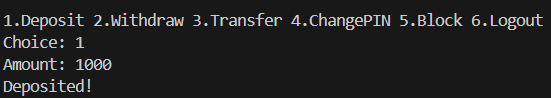 1.Deposit 2.Withdraw 3.Transfer 4.ChangePIN 5.Block 6.Logout
Choice: 1
Amount: 1000
Deposited!